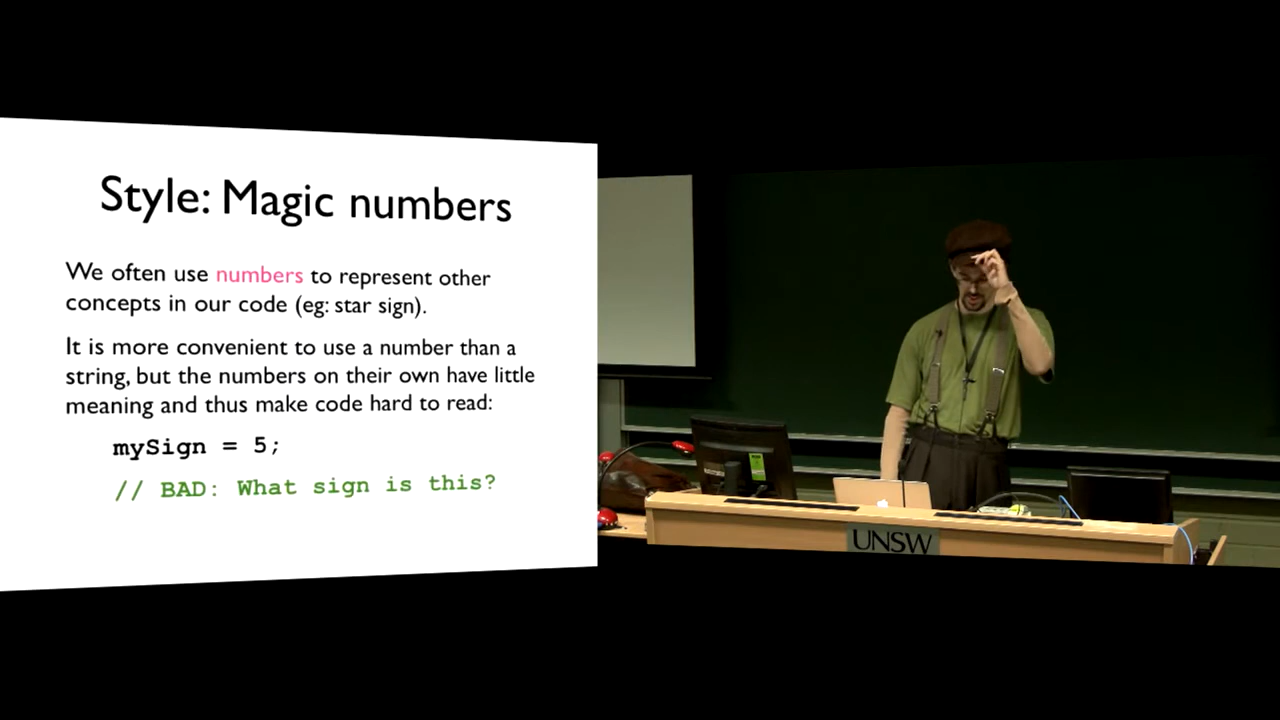 Style: Magic numbers
We often use numbers to represent other
concepts in our code (eg: star sign).
It is more convenient to use a number than a
string, but the numbers on their own have little
meaning and thus make code hard to read:
mySign = 5;
// BAD: What sign is this?
UNSW